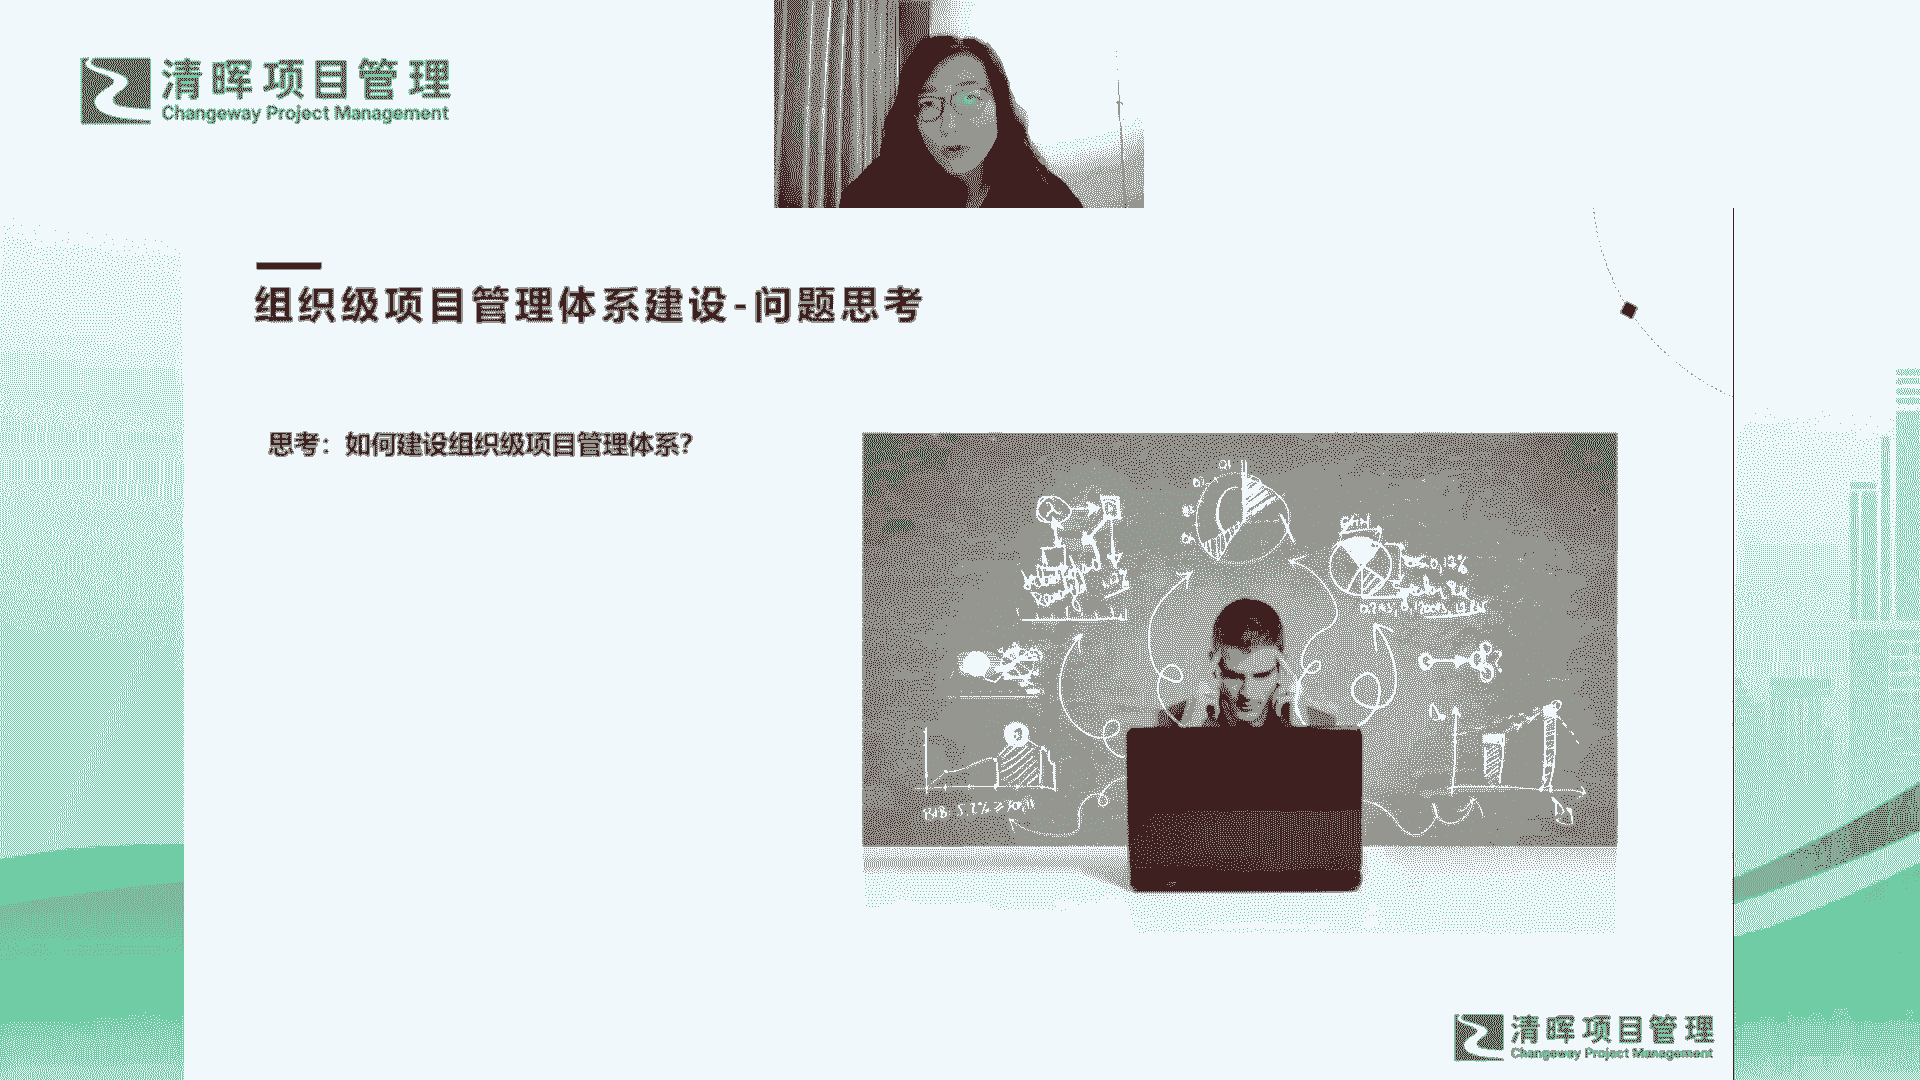 清晖项目管理
Changeway Project Management
组织级项目管理体系建设-问题思考
思考：如何建设组织级项目管理体系？
Q1
清晖项目管理
Changeway Project Management